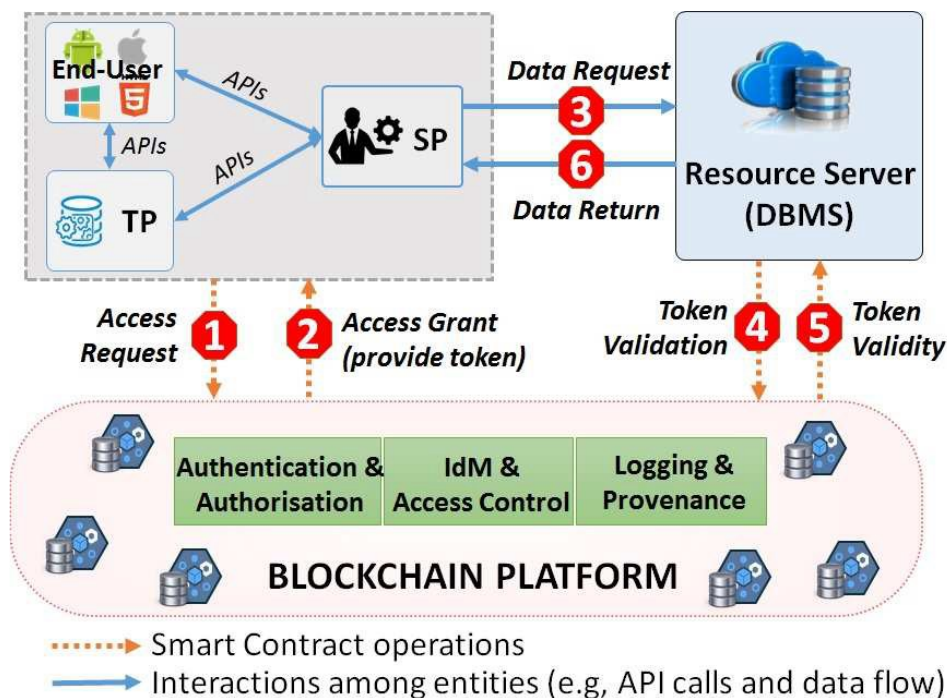 End-User
5
APIs
APIs
APIs
TP
SP
Data Request
3
6
Data Return
Resource Server
(DBMS)
Access
Request
1
2
Access Grant
(provide token)
Token
Validation
4
5
Token
Validity
Authentication &
Authorisation
IdM &
Access Control
Logging &
Provenance
BLOCKCHAIN PLATFORM
Smart Contract operations
Interactions among entities (e.g, API calls and data flow)